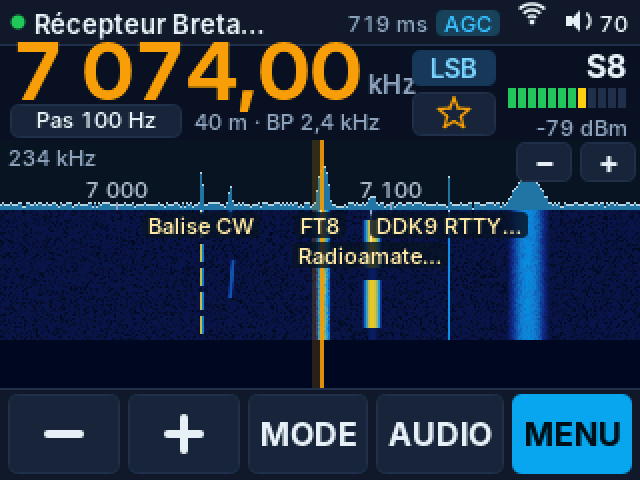 Récepteur Breta... 719 ms AGC 70
7 074,00 kHz LSB S8
Pas 100 Hz 40 m · BP 2,4 kHz -79 dBm
234 kHz - +
7 000 7 100
Balise CW FT8 DDK9 RTTY...
Radioamate...
- + MODE AUDIO MENU